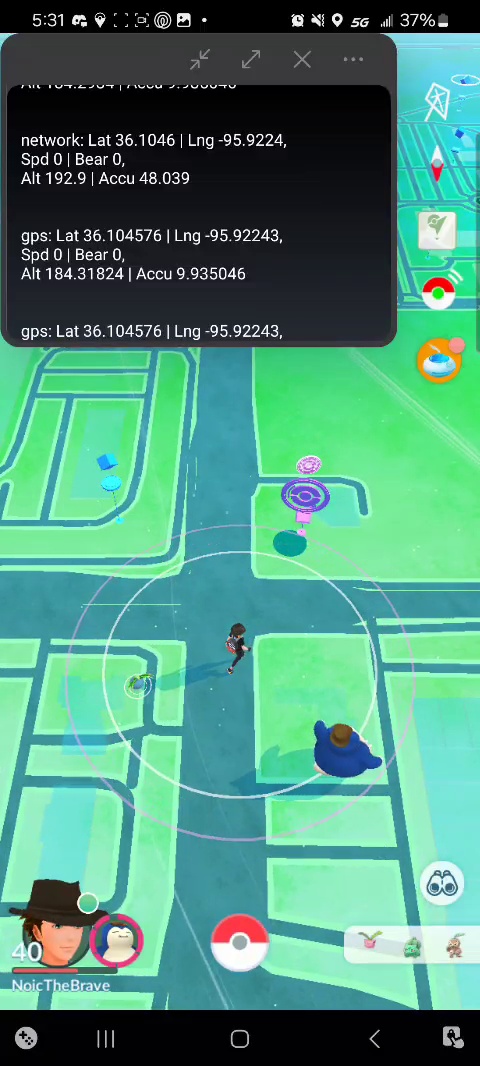 5:31
5G
37%
Alt 184.2984 | Accu 9.936046
network: Lat 36.1046 | Lng -95.9224,
Spd 0 | Bear 0,
Alt 192.9 | Accu 48.039
gps: Lat 36.104576 | Lng -95.92243,
Spd 0 | Bear 0,
Alt 184.31824 | Accu 9.935046
gps: Lat 36.104576 | Lng -95.92243,
40
NoicTheBrave